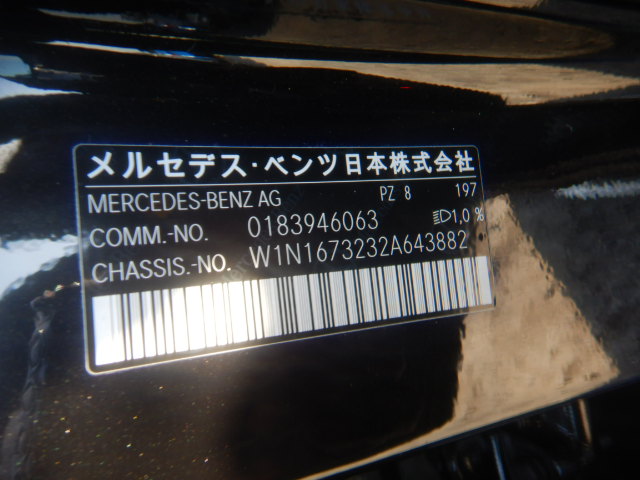 メルセデス・ベンツ日本株式会社
MERCEDES-BENZ AG PZ 8 197
COMM.-NO. 0183946063 1,0 %
CHASSIS.-NO. W1N1673232A643882